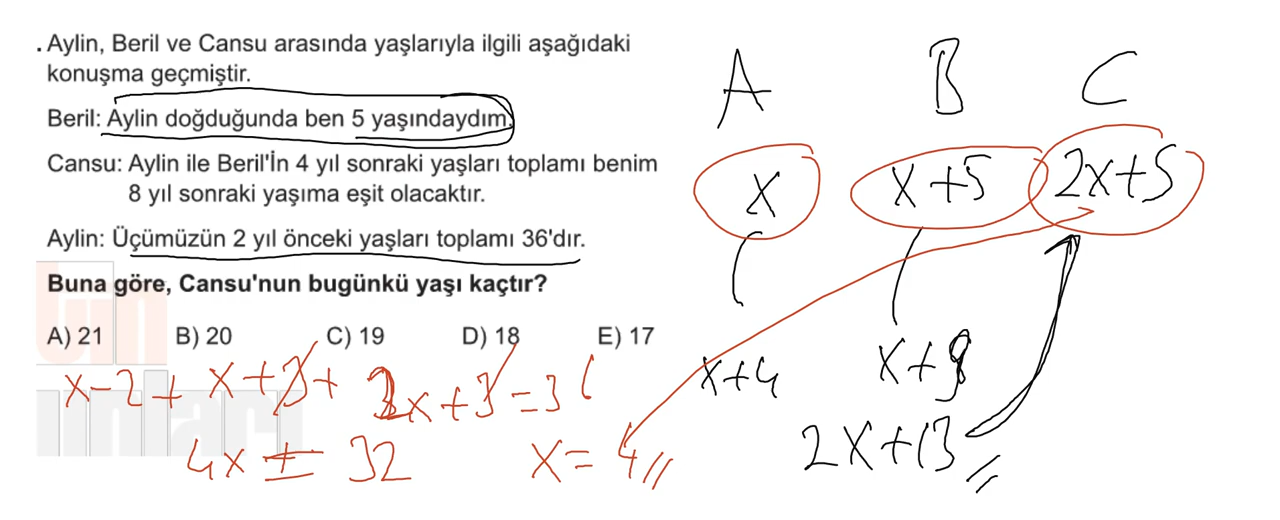 . Aylin, Beril ve Cansu arasında yaşlarıyla ilgili aşağıdaki
konuşma geçmiştir.
Beril: Aylin doğduğunda ben 5 yaşındaydım.
Cansu: Aylin ile Beril'İn 4 yıl sonraki yaşları toplamı benim
8 yıl sonraki yaşıma eşit olacaktır.
Aylin: Üçümüzün 2 yıl önceki yaşları toplamı 36'dır.
Buna göre, Cansu'nun bugünkü yaşı kaçtır?
A) 21 B) 20 C) 19 D) 18 E) 17
A B C
x x+5 2x+5
x+4 x+9
2x+13
x-2+ x+3+ 2x+3=36
4x = 32 x= 4